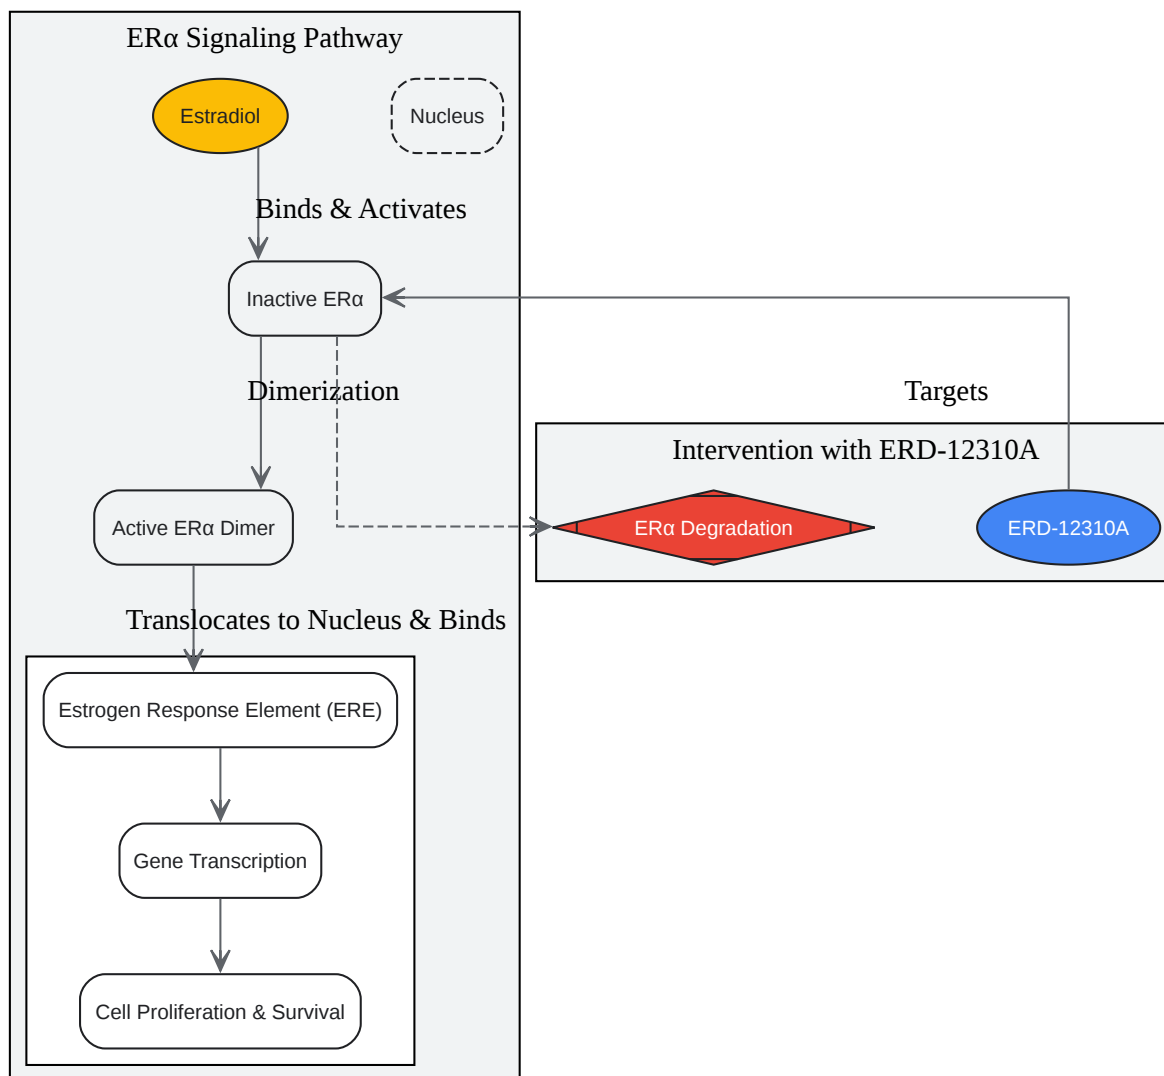 ERα Signaling Pathway
Estradiol
Nucleus
Binds & Activates
Inactive ERα
Dimerization
Targets
Intervention with ERD-12310A
Active ERα Dimer
ERα Degradation
ERD-12310A
Translocates to Nucleus & Binds
Estrogen Response Element (ERE)
Gene Transcription
Cell Proliferation & Survival